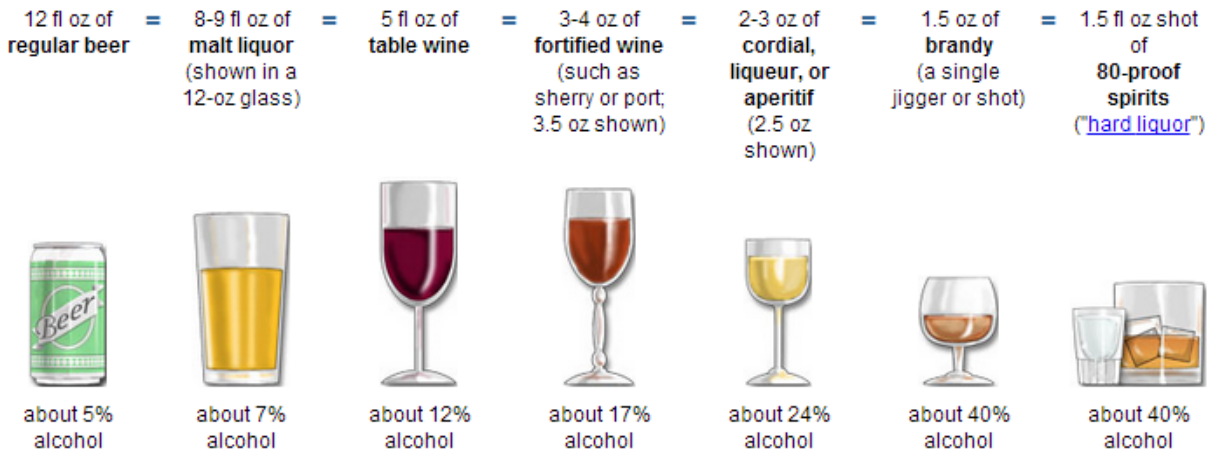 12 fl oz of
regular beer
=
8-9 fl oz of
malt liquor
(shown in a
12-oz glass)
=
5 fl oz of
table wine
=
3-4 oz of
fortified wine
(such as
sherry or port;
3.5 oz shown)
=
2-3 oz of
cordial,
liqueur, or
aperitif
(2.5 oz
shown)
=
1.5 oz of
brandy
(a single
jigger or shot)
=
1.5 fl oz shot
of
80-proof
spirits
("hard liquor")
Beer
about 5%
alcohol
about 7%
alcohol
about 12%
alcohol
about 17%
alcohol
about 24%
alcohol
about 40%
alcohol
about 40%
alcohol